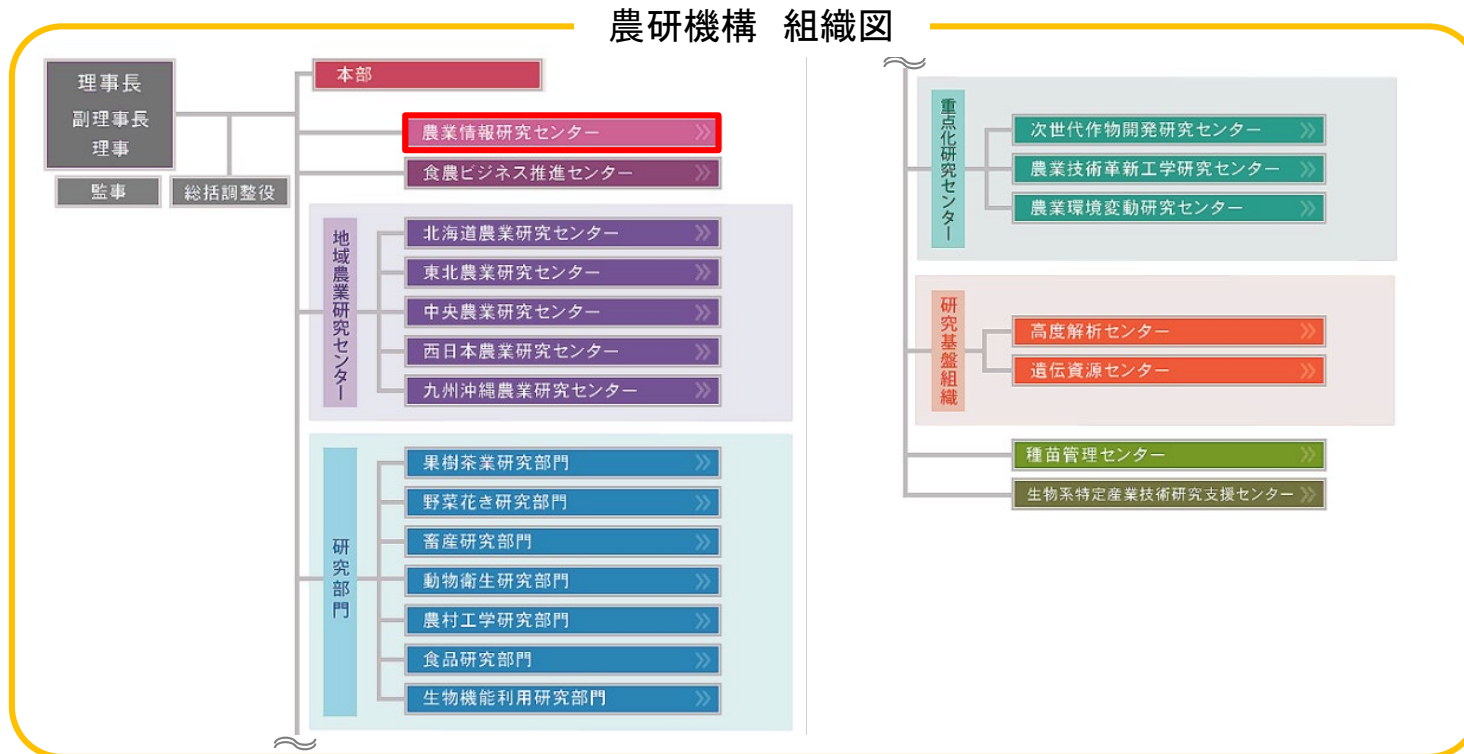 農研機構 組織図
理事長
副理事長
理事
監事
総括調整役
本部
農業情報研究センター
食農ビジネス推進センター
地域農業研究センター
北海道農業研究センター
東北農業研究センター
中央農業研究センター
西日本農業研究センター
九州沖縄農業研究センター
研究部門
果樹茶業研究部門
野菜花き研究部門
畜産研究部門
動物衛生研究部門
農村工学研究部門
食品研究部門
生物機能利用研究部門
重点化研究センター
次世代作物開発研究センター
農業技術革新工学研究センター
農業環境変動研究センター
研究基盤組織
高度解析センター
遺伝資源センター
種苗管理センター
生物系特定産業技術研究支援センター